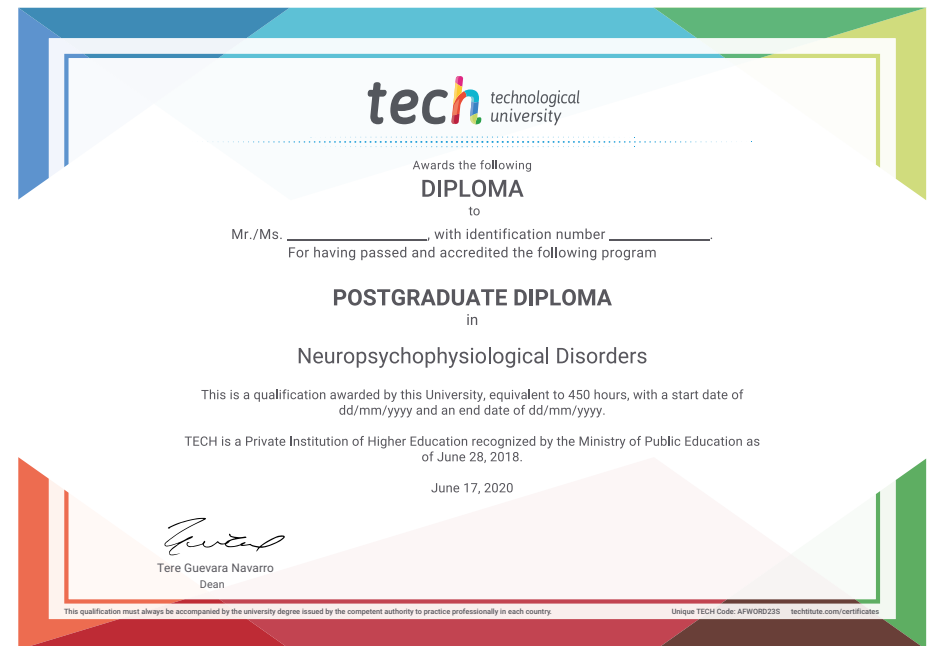 tech technological
university
Awards the following
DIPLOMA
to
Mr./Ms. ____________________, with identification number ______________.
For having passed and accredited the following program
POSTGRADUATE DIPLOMA
in
Neuropsychophysiological Disorders
This is a qualification awarded by this University, equivalent to 450 hours, with a start date of
dd/mm/yyyy and an end date of dd/mm/yyyy.
TECH is a Private Institution of Higher Education recognized by the Ministry of Public Education as
of June 28, 2018.
June 17, 2020
Tere Guevara Navarro
Dean
This qualification must always be accompanied by the university degree issued by the competent authority to practice professionally in each country. Unique TECH Code: AFWORD23S techtitute.com/certificates